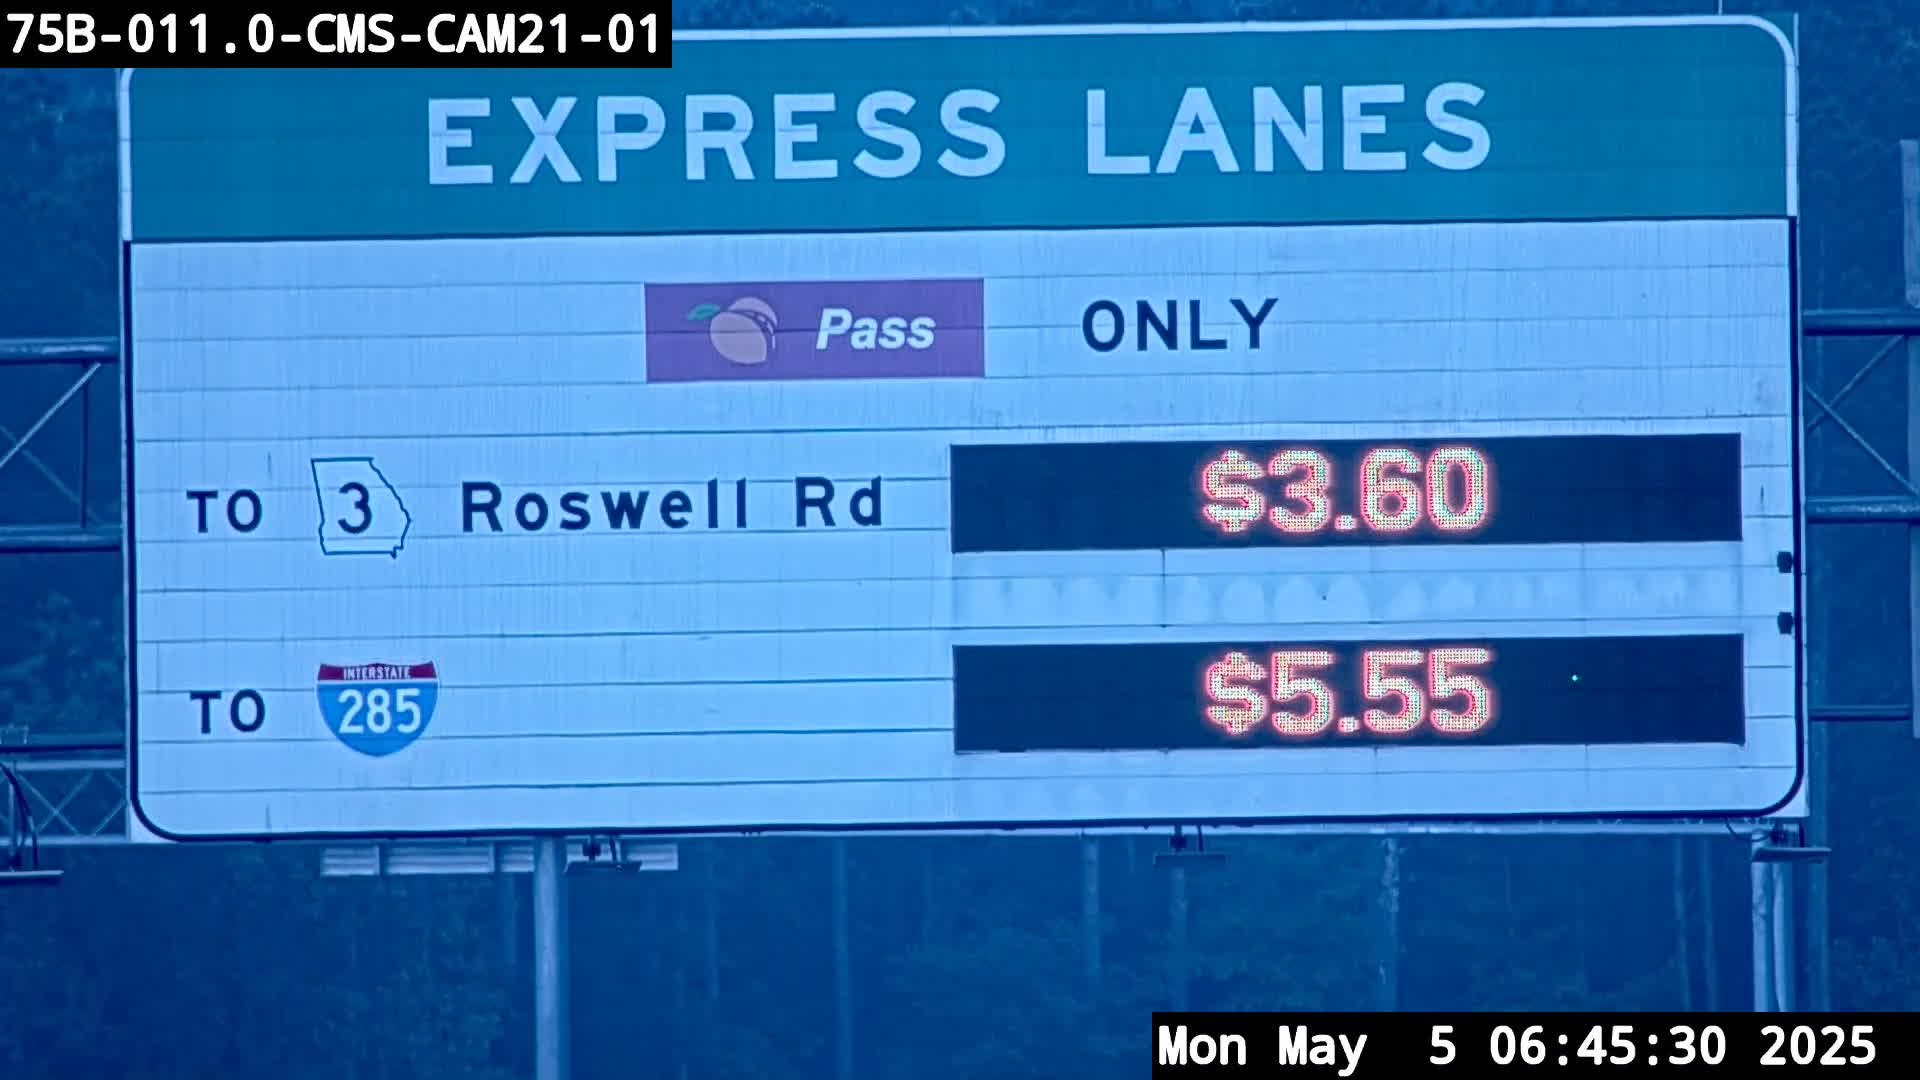 75B-011.0-CMS-CAM21-01
EXPRESS LANES
Pass ONLY
TO 3 Roswell Rd $3.60
INTERSTATE
TO 285 $5.55
Mon May 5 06:45:30 2025